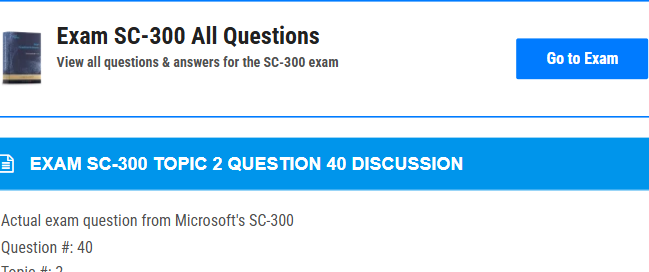 Exam SC-300 All Questions
View all questions & answers for the SC-300 exam
Go to Exam
EXAM SC-300 TOPIC 2 QUESTION 40 DISCUSSION
Actual exam question from Microsoft's SC-300
Question #: 40
Topic #: 2